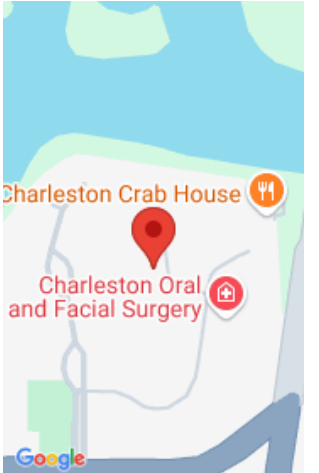 Charleston Crab House
Charleston Oral
and Facial Surgery
Google